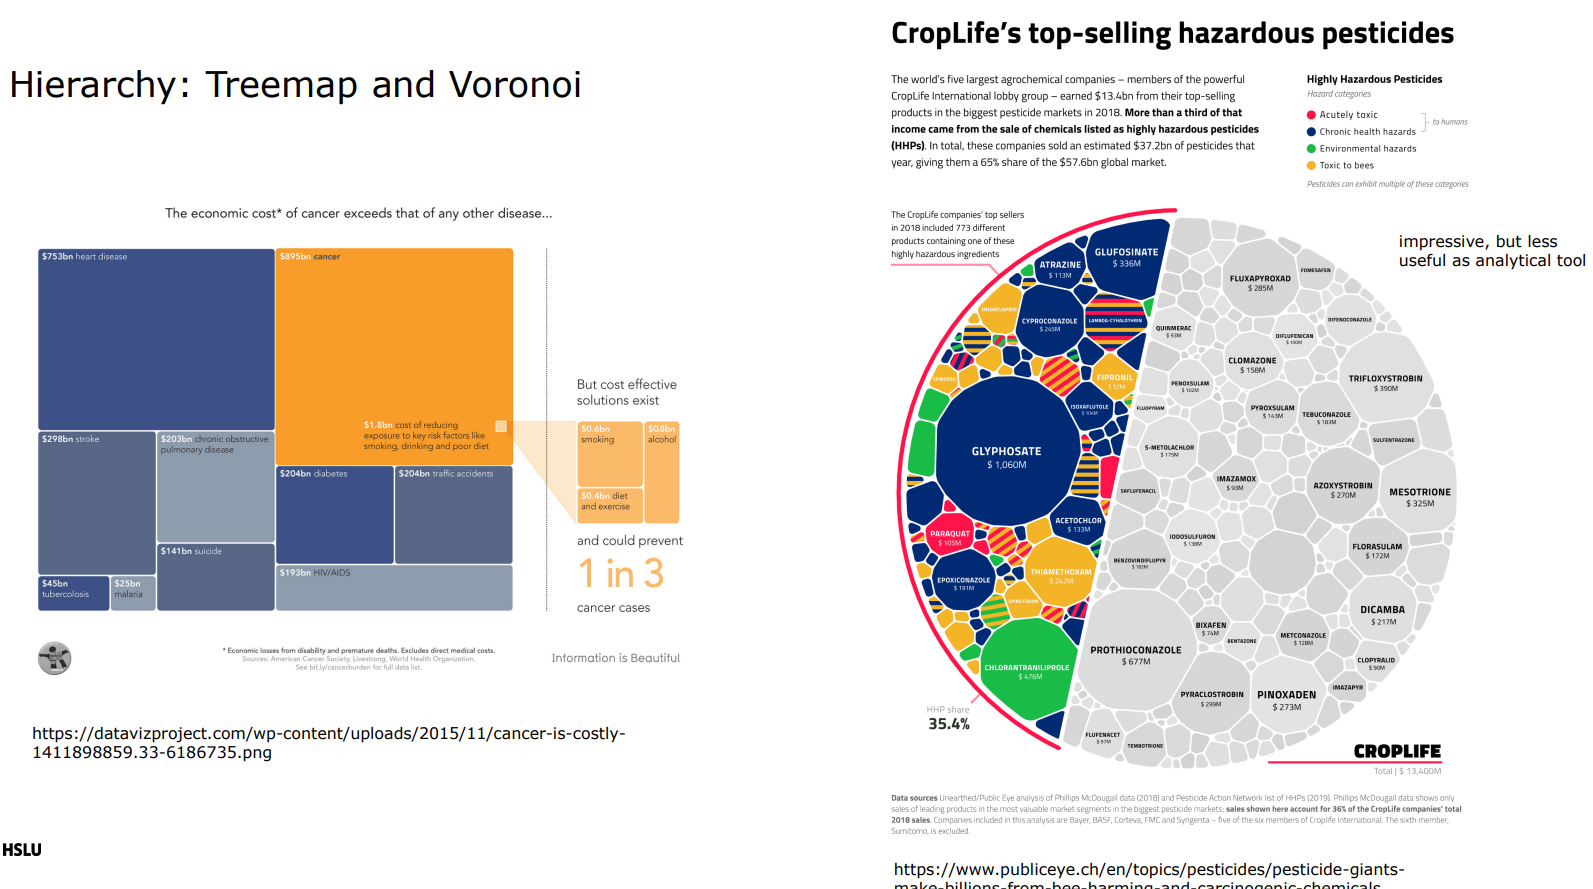 Hierarchy: Treemap and Voronoi
The economic cost* of cancer exceeds that of any other disease...
$753bn heart disease
$895bn cancer
$298bn stroke
$203bn chronic obstructive
pulmonary disease
$1.8bn cost of reducing
exposure to key risk factors like
smoking, drinking and poor diet
$204bn diabetes
$204bn traffic accidents
$141bn suicide
$193bn HIV/AIDS
$45bn
tubercolosis
$25bn
malaria
But cost effective
solutions exist
$0.6bn
smoking
$0.8bn
alcohol
$0.4bn diet
and exercise
and could prevent
1 in 3
cancer cases
* Economic losses from disability and premature deaths. Excludes direct medical costs.
Sources: American Cancer Society, Livestrong, World Health Organization.
See bit.ly/cancerburden for full data list.
Information is Beautiful
https://datavizproject.com/wp-content/uploads/2015/11/cancer-is-costly-
1411898859.33-6186735.png
HSLU
CropLife's top-selling hazardous pesticides
The world's five largest agrochemical companies – members of the powerful
CropLife International lobby group – earned $13.4bn from their top-selling
products in the biggest pesticide markets in 2018. More than a third of that
income came from the sale of chemicals listed as highly hazardous pesticides
(HHPs). In total, these companies sold an estimated $37.2bn of pesticides that
year, giving them a 65% share of the $57.6bn global market.
Highly Hazardous Pesticides
Hazard categories
Acutely toxic
Chronic health hazards
to humans
Environmental hazards
Toxic to bees
Pesticides can exhibit multiple of these categories
The CropLife companies' top sellers
in 2018 included 773 different
products containing one of these
highly hazardous ingredients
impressive, but less
useful as analytical tool
GLUFOSINATE
$ 336M
ATRAZINE
$ 113M
IMIDACLOPRID
CYPROCONAZOLE
$ 245M
LAMBDA-CYHALOTHRIN
SPINOSAD
FIPRONIL
$ 92M
ISOXAFLUTOLE
$ 104M
GLYPHOSATE
$ 1,060M
ACETOCHLOR
$ 133M
PARAQUAT
$ 105M
THIAMETHOXAM
$ 242M
EPOXICONAZOLE
$ 191M
SPINETORAM
CHLORANTRANILIPROLE
$ 476M
HHP share
35.4%
FLUXAPYROXAD
$ 285M
FOMESAFEN
QUINMERAC
$ 93M
DIFLUFENICAN
$ 100M
DIFENOCONAZOLE
CLOMAZONE
$ 158M
TRIFLOXYSTROBIN
$ 390M
PENOXSULAM
$ 102M
FLUOPYRAM
PYROXSULAM
$ 143M
TEBUCONAZOLE
$ 183M
S-METOLACHLOR
$ 175M
SULFENTRAZONE
SAFLUFENACIL
IMAZAMOX
$ 93M
AZOXYSTROBIN
$ 270M
MESOTRIONE
$ 325M
IODOSULFURON
$ 138M
BENZOVINDIFLUPYR
$ 182M
FLORASULAM
$ 172M
DICAMBA
$ 217M
BIXAFEN
$ 74M
BENTAZONE
METCONAZOLE
$ 128M
PROTHIOCONAZOLE
$ 677M
CLOPYRALID
$ 90M
PYRACLOSTROBIN
$ 299M
PINOXADEN
$ 273M
IMAZAPYR
FLUFENACET
$ 97M
TEMBOTRIONE
CROPLIFE
Total | $ 13,400M
Data sources Unearthed/Public Eye analysis of Phillips McDougall data (2018) and Pesticide Action Network list of HHPs (2019). Phillips McDougall data shows only
sales of leading products in the most valuable market segments in the biggest pesticide markets; sales shown here account for 36% of the CropLife companies' total
2018 sales. Companies included in this analysis are Bayer, BASF, Corteva, FMC and Syngenta – five of the six members of Croplife International. The sixth member,
Sumitomo, is excluded.
https://www.publiceye.ch/en/topics/pesticides/pesticide-giants-
make-billions-from-bee-harming-and-carcinogenic-chemicals